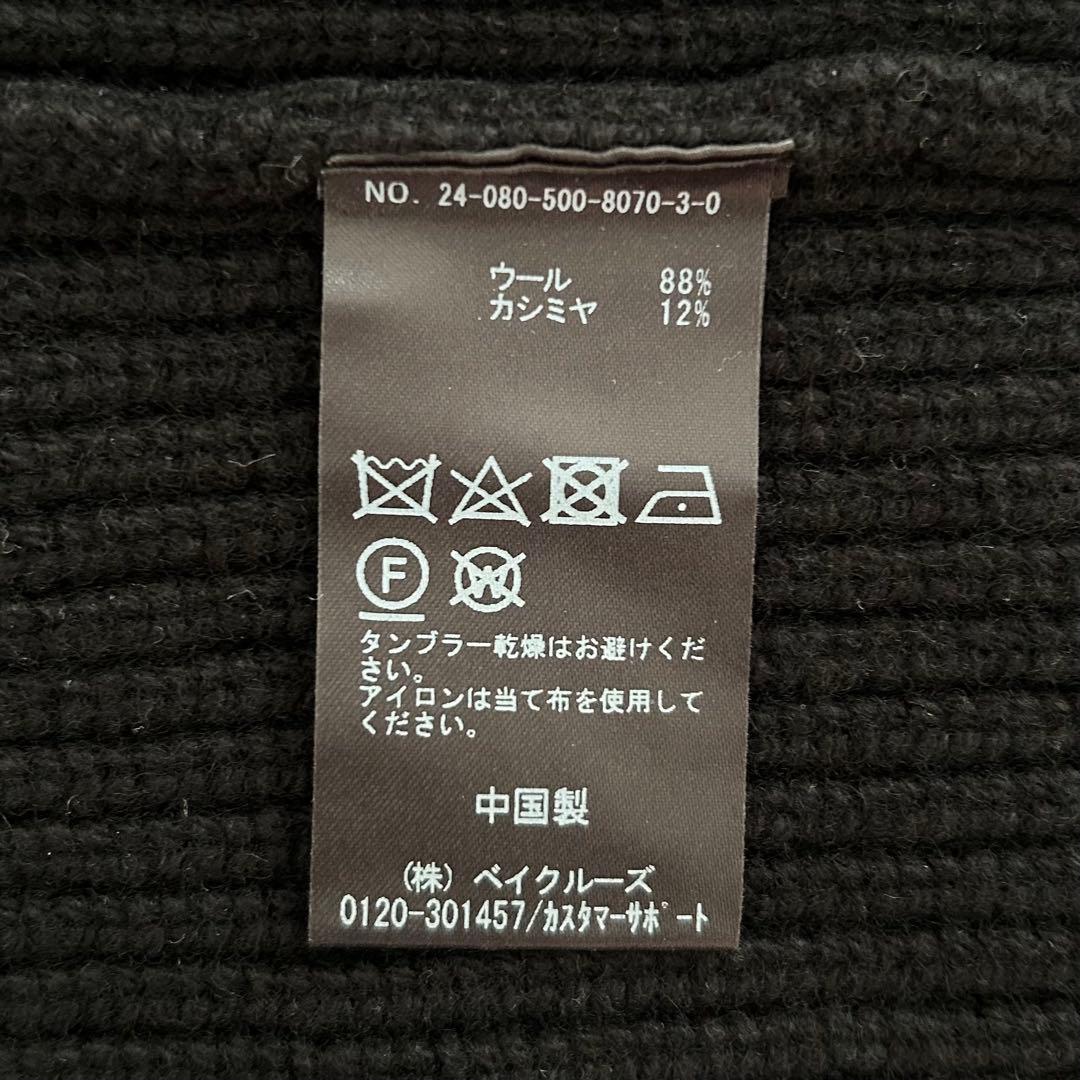 NO. 24-080-500-8070-3-0
ウール 88%
カシミヤ 12%
F
W
タンブラー乾燥はお避けくだ
さい。
アイロンは当て布を使用して
ください。
中国製
(株) ベイクルーズ
0120-301457/カスタマーサポート